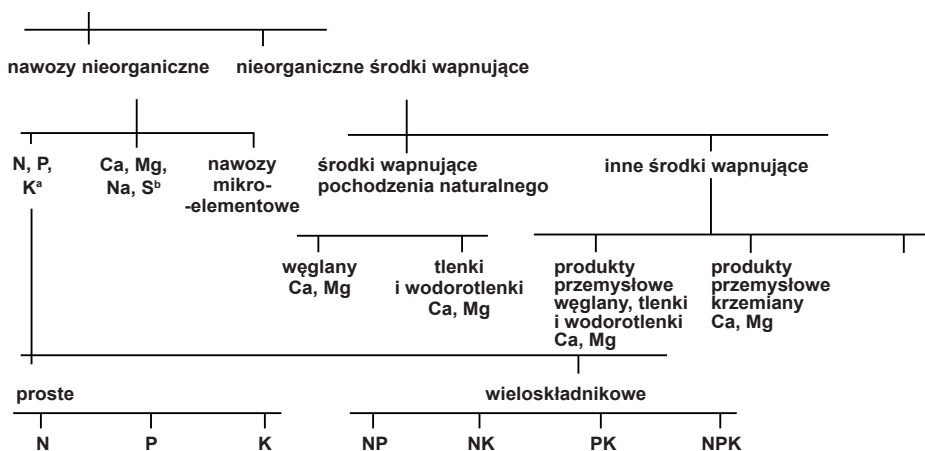 nawozy nieorganiczne
nieorganiczne środki wapnujące
N, P,
Kᵃ
Ca, Mg,
Na, Sᵇ
nawozy
mikro-
-elementowe
środki wapnujące
pochodzenia naturalnego
inne środki wapnujące
węglany
Ca, Mg
tlenki
i wodorotlenki
Ca, Mg
produkty
przemysłowe
węglany, tlenki
i wodorotlenki
Ca, Mg
produkty
przemysłowe
krzemiany
Ca, Mg
proste
wieloskładnikowe
N P K NP NK PK NPK